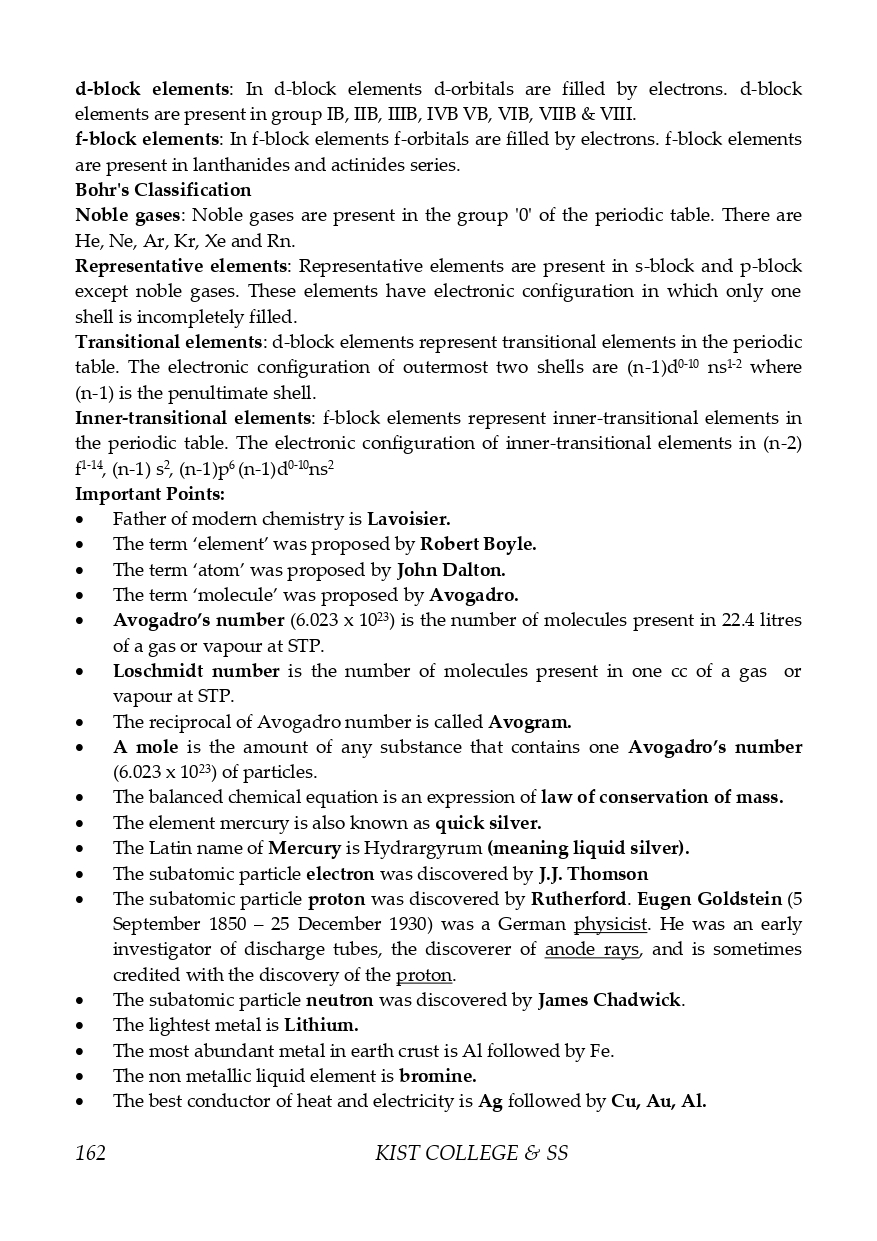 d-block elements: In d-block elements d-orbitals are filled by electrons. d-block
elements are present in group IB, IIB, IIIB, IVB VB, VIB, VIIB & VIII.
f-block elements: In f-block elements f-orbitals are filled by electrons. f-block elements
are present in lanthanides and actinides series.
Bohr's Classification
Noble gases: Noble gases are present in the group '0' of the periodic table. There are
He, Ne, Ar, Kr, Xe and Rn.
Representative elements: Representative elements are present in s-block and p-block
except noble gases. These elements have electronic configuration in which only one
shell is incompletely filled.
Transitional elements: d-block elements represent transitional elements in the periodic
table. The electronic configuration of outermost two shells are (n-1)d⁰⁻¹⁰ ns¹⁻² where
(n-1) is the penultimate shell.
Inner-transitional elements: f-block elements represent inner-transitional elements in
the periodic table. The electronic configuration of inner-transitional elements in (n-2)
f¹⁻¹⁴, (n-1) s², (n-1)p⁶ (n-1)d⁰⁻¹⁰ns²
Important Points:
• Father of modern chemistry is Lavoisier.
• The term ‘element’ was proposed by Robert Boyle.
• The term ‘atom’ was proposed by John Dalton.
• The term ‘molecule’ was proposed by Avogadro.
• Avogadro’s number (6.023 x 10²³) is the number of molecules present in 22.4 litres
of a gas or vapour at STP.
• Loschmidt number is the number of molecules present in one cc of a gas or
vapour at STP.
• The reciprocal of Avogadro number is called Avogram.
• A mole is the amount of any substance that contains one Avogadro’s number
(6.023 x 10²³) of particles.
• The balanced chemical equation is an expression of law of conservation of mass.
• The element mercury is also known as quick silver.
• The Latin name of Mercury is Hydrargyrum (meaning liquid silver).
• The subatomic particle electron was discovered by J.J. Thomson
• The subatomic particle proton was discovered by Rutherford. Eugen Goldstein (5
September 1850 – 25 December 1930) was a German physicist. He was an early
investigator of discharge tubes, the discoverer of anode rays, and is sometimes
credited with the discovery of the proton.
• The subatomic particle neutron was discovered by James Chadwick.
• The lightest metal is Lithium.
• The most abundant metal in earth crust is Al followed by Fe.
• The non metallic liquid element is bromine.
• The best conductor of heat and electricity is Ag followed by Cu, Au, Al.
162 KIST COLLEGE & SS